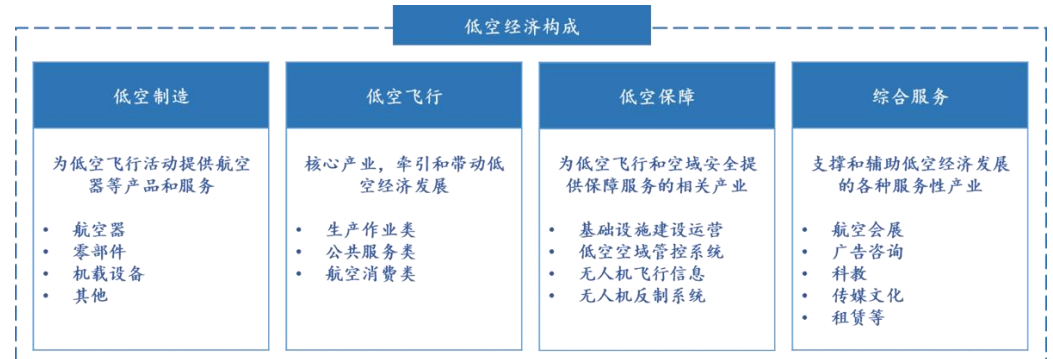 低空经济构成
低空制造
为低空飞行活动提供航空
器等产品和服务
• 航空器
• 零部件
• 机载设备
• 其他
低空飞行
核心产业，牵引和带动低
空经济发展
• 生产作业类
• 公共服务类
• 航空消费类
低空保障
为低空飞行和空域安全提
供保障服务的相关产业
• 基础设施建设运营
• 低空空域管控系统
• 无人机飞行信息
• 无人机反制系统
综合服务
支撑和辅助低空经济发展
的各种服务性产业
• 航空会展
• 广告咨询
• 科教
• 传媒文化
• 租赁等